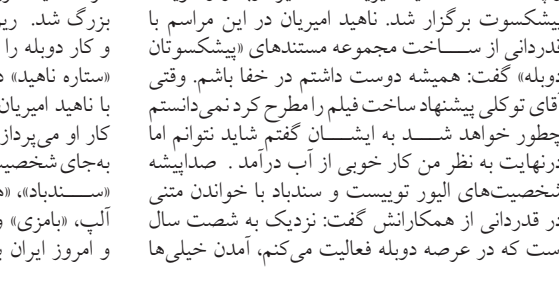 پیشکسوت برگزار شد. ناهید امیریان در این مراسم با
قدردانی از ساخت مجموعه مستندهای «پیشکسوتان
دوبله» گفت: همیشه دوست داشتم در خفا باشم. وقتی
آقای توکلی پیشنهاد ساخت فیلم را مطرح کرد نمی‌دانستم
چطور خواهد شد به ایشان گفتم شاید نتوانم اما
درنهایت به نظر من کار خوبی از آب درآمد . صداپیشه
شخصیت‌های الیور توییست و سندباد با خواندن متنی
در قدردانی از همکارانش گفت: نزدیک به شصت سال
است که در عرصه دوبله فعالیت می‌کنم، آمدن خیلی‌ها
بزرگ شد.
و کار دوبله را
«ستاره ناهید»
با ناهید امیریان
کار او می‌پرداز
به‌جای شخصیت
«سندباد»،
آلپ، «بامزی» و
و امروز ایران